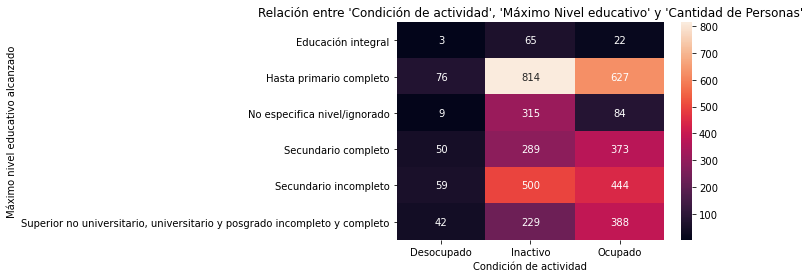 Relación entre 'Condición de actividad', 'Máximo Nivel educativo' y 'Cantidad de Personas'
Máximo nivel educativo alcanzado
Educación integral 3 65 22
Hasta primario completo 76 814 627
No especifica nivel/ignorado 9 315 84
Secundario completo 50 289 373
Secundario incompleto 59 500 444
Superior no universitario, universitario y posgrado incompleto y completo 42 229 388
Desocupado Inactivo Ocupado
Condición de actividad
800
700
600
500
400
300
200
100